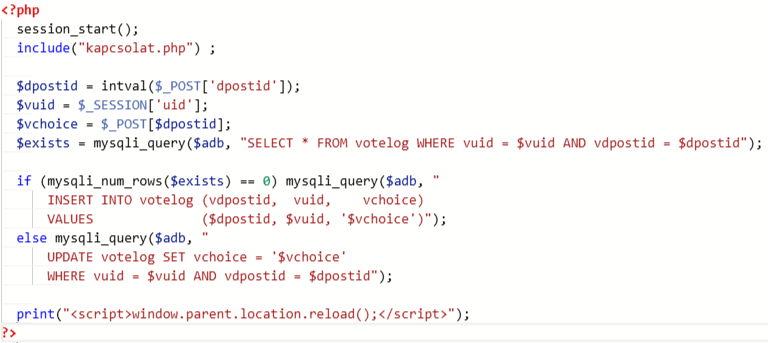 <?php
session_start();
include("kapcsolat.php") ;
$dpostid = intval($_POST['dpostid']);
$vuid = $_SESSION['uid'];
$vchoice = $_POST[$dpostid];
$exists = mysqli_query($adb, "SELECT * FROM votelog WHERE vuid = $vuid AND vdpostid = $dpostid");
if (mysqli_num_rows($exists) == 0) mysqli_query($adb, "
INSERT INTO votelog (vdpostid, vuid, vchoice)
VALUES ($dpostid, $vuid, '$vchoice')");
else mysqli_query($adb, "
UPDATE votelog SET vchoice = '$vchoice'
WHERE vuid = $vuid AND vdpostid = $dpostid");
print("<script>window.parent.location.reload();</script>");
?>